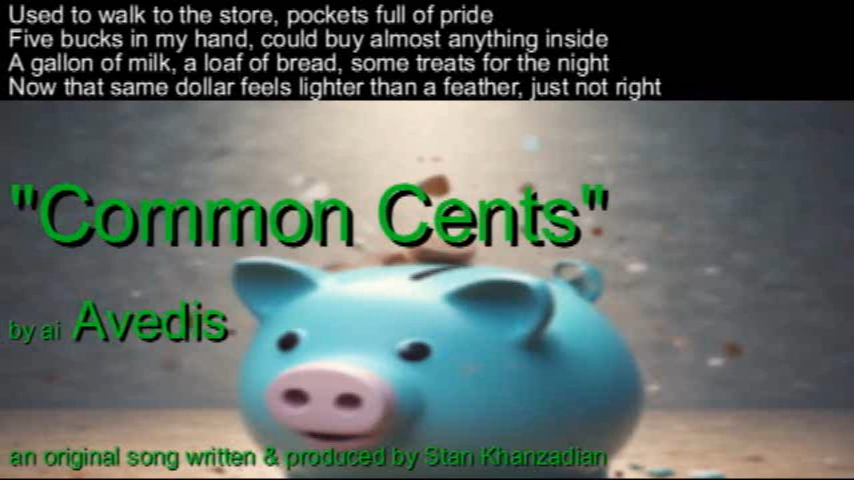 Used to walk to the store, pockets full of pride
Five bucks in my hand, could buy almost anything inside
A gallon of milk, a loaf of bread, some treats for the night
Now that same dollar feels lighter than a feather, just not right
"Common Cents"
by ai Avedis
an original song written & produced by Stan Khanzadian